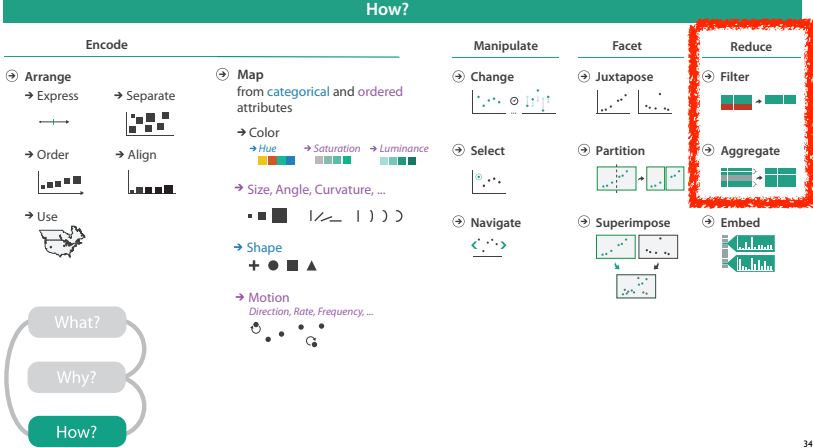 How?
Encode
Arrange
Express
Separate
Order
Align
Use
Map
from categorical and ordered
attributes
Color
Hue
Saturation
Luminance
Size, Angle, Curvature, ...
Shape
Motion
Direction, Rate, Frequency, ...
Manipulate
Change
...
Select
Navigate
Facet
Juxtapose
Partition
Superimpose
Reduce
Filter
Aggregate
Embed
What?
Why?
How?
34